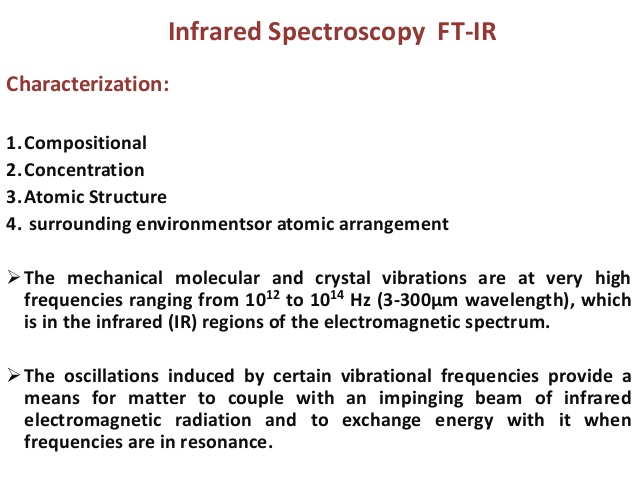 Infrared Spectroscopy  FT-IR
Characterization:
1.Compositional
2.Concentration
3.Atomic Structure
4.  surrounding environmentsor atomic arrangement
➢The mechanical molecular and crystal vibrations are at very high
frequencies ranging from 10¹² to 10¹⁴ Hz (3-300μm wavelength), which
is in the infrared (IR) regions of the electromagnetic spectrum.
➢The oscillations induced by certain vibrational frequencies provide a
means for matter to couple with an impinging beam of infrared
electromagnetic radiation and to exchange energy with it when
frequencies are in resonance.